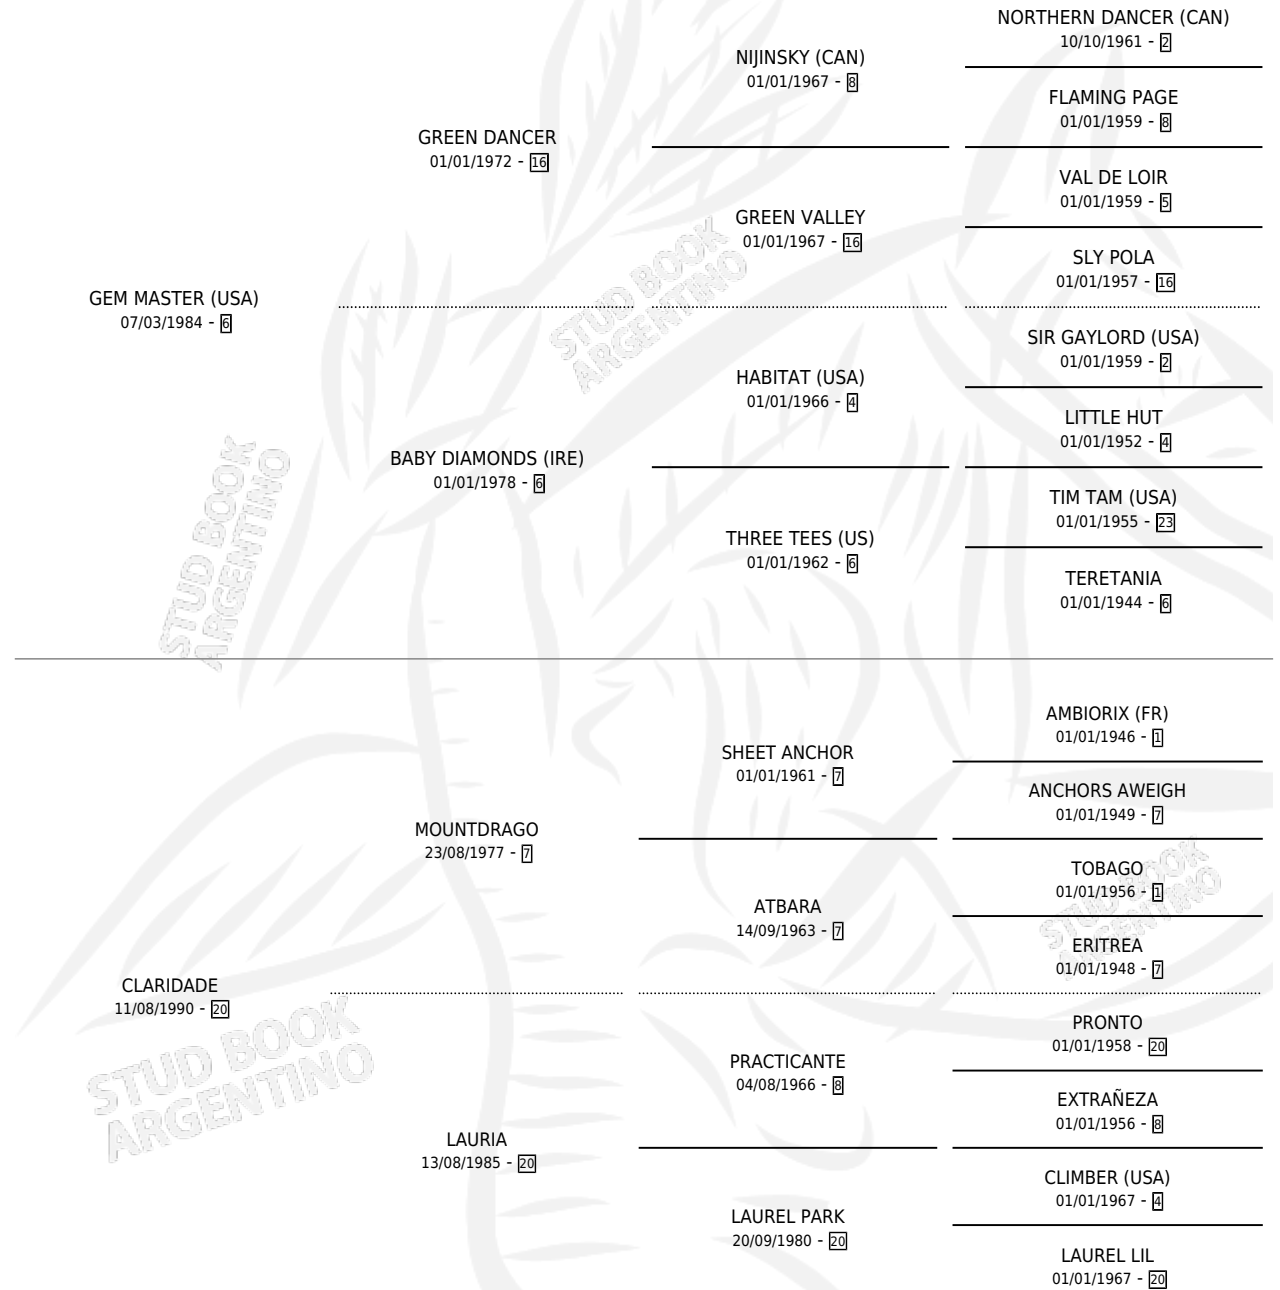 NORTHERN DANCER (CAN)
10/10/1961 - 2
NIJINSKY (CAN)
01/01/1967 - 8
FLAMING PAGE
01/01/1959 - 8
GREEN DANCER
01/01/1972 - 16
VAL DE LOIR
01/01/1959 - 5
GREEN VALLEY
01/01/1967 - 16
SLY POLA
01/01/1957 - 16
GEM MASTER (USA)
07/03/1984 - 6
SIR GAYLORD (USA)
01/01/1959 - 2
HABITAT (USA)
01/01/1966 - 4
LITTLE HUT
01/01/1952 - 4
BABY DIAMONDS (IRE)
01/01/1978 - 6
TIM TAM (USA)
01/01/1955 - 23
THREE TEES (US)
01/01/1962 - 6
TERETANIA
01/01/1944 - 6
AMBIORIX (FR)
01/01/1946 - 1
SHEET ANCHOR
01/01/1961 - 7
ANCHORS AWEIGH
01/01/1949 - 7
MOUNTDRAGO
23/08/1977 - 7
TOBAGO
01/01/1956 - 1
ATBARA
14/09/1963 - 7
ERITREA
01/01/1948 - 7
CLARIDADE
11/08/1990 - 20
PRONTO
01/01/1958 - 20
PRACTICANTE
04/08/1966 - 8
EXTRAÑEZA
01/01/1956 - 8
LAURIA
13/08/1985 - 20
CLIMBER (USA)
01/01/1967 - 4
LAUREL PARK
20/09/1980 - 20
LAUREL LIL
01/01/1967 - 20
STUD BOOK
ARGENTINO
STUD BOOK
ARGENTINO
STUD BOOK
ARGENTINO
STUD BOOK
ARGENTINO